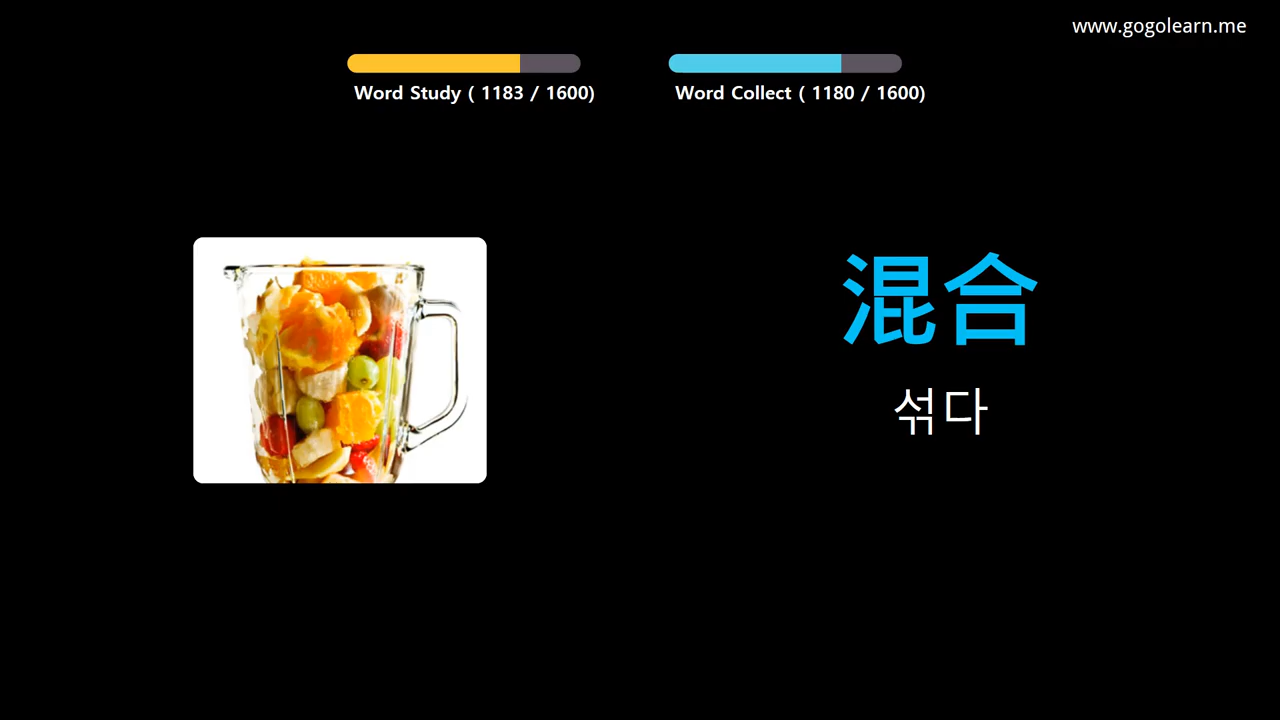 www.gogolearn.me
Word Study ( 1183 / 1600)
Word Collect ( 1180 / 1600)
混合
섞다